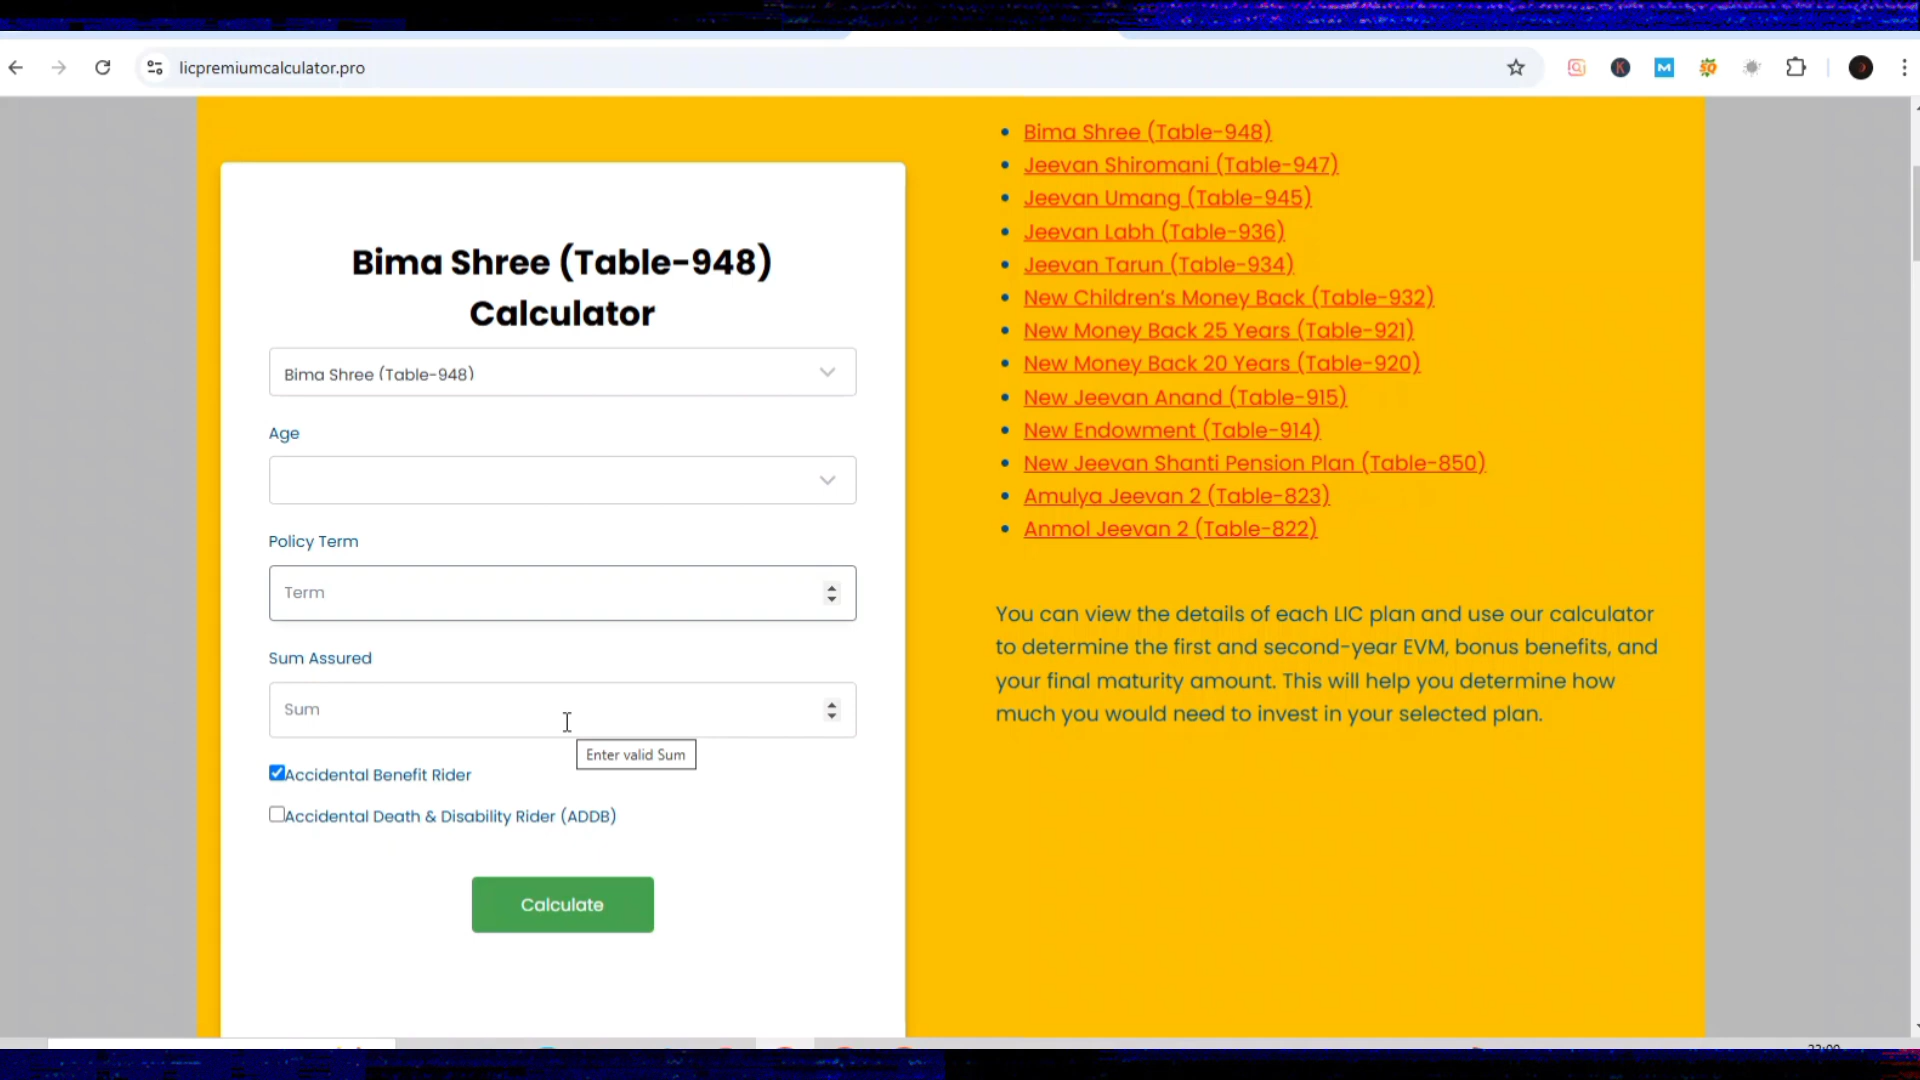 licpremiumcalculator.pro
Bima Shree (Table-948)
Calculator
Bima Shree (Table-948)
Age
Policy Term
Term
Sum Assured
Sum
Enter valid Sum
Accidental Benefit Rider
Accidental Death & Disability Rider (ADDB)
Calculate
Bima Shree (Table-948)
Jeevan Shiromani (Table-947)
Jeevan Umang (Table-945)
Jeevan Labh (Table-936)
Jeevan Tarun (Table-934)
New Children’s Money Back (Table-932)
New Money Back 25 Years (Table-921)
New Money Back 20 Years (Table-920)
New Jeevan Anand (Table-915)
New Endowment (Table-914)
New Jeevan Shanti Pension Plan (Table-850)
Amulya Jeevan 2 (Table-823)
Anmol Jeevan 2 (Table-822)
You can view the details of each LIC plan and use our calculator
to determine the first and second-year EVM, bonus benefits, and
your final maturity amount. This will help you determine how
much you would need to invest in your selected plan.